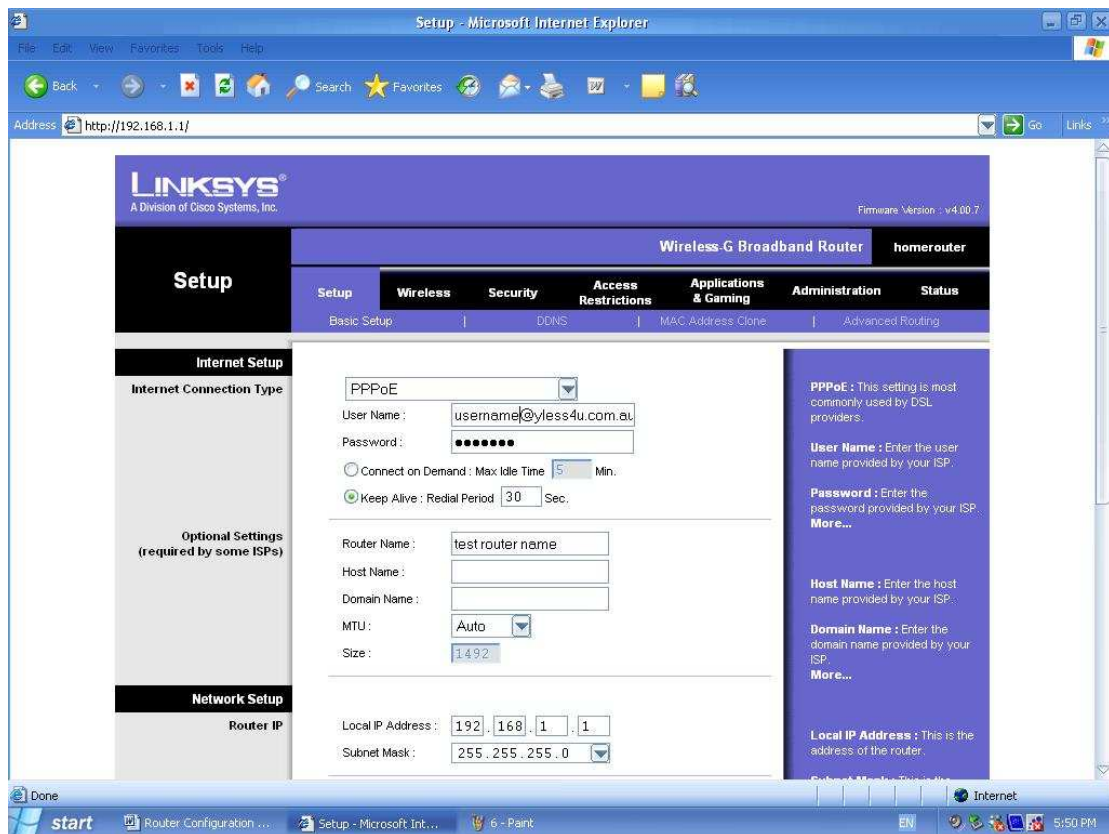 Setup - Microsoft Internet Explorer
File Edit View Favorites Tools Help
Back Search Favorites
Address http://192.168.1.1/ Go Links
LINKSYS®
A Division of Cisco Systems, Inc.
Firmware Version : v4.00.7
Wireless-G Broadband Router homerouter
Setup
Setup Wireless Security Access Restrictions Applications & Gaming Administration Status
Basic Setup | DDNS | MAC Address Clone | Advanced Routing
Internet Setup
Internet Connection Type
PPPoE
User Name : username@yless4u.com.au
Password : •••••••
Connect on Demand : Max Idle Time 5 Min.
Keep Alive : Redial Period 30 Sec.
Optional Settings
(required by some ISPs)
Router Name : test router name
Host Name :
Domain Name :
MTU : Auto
Size : 1492
Network Setup
Router IP
Local IP Address : 192 . 168 . 1 . 1
Subnet Mask : 255.255.255.0
PPPoE : This setting is most
commonly used by DSL
providers.
User Name : Enter the user
name provided by your ISP.
Password : Enter the
password provided by your ISP.
More...
Host Name : Enter the host
name provided by your ISP.
Domain Name : Enter the
domain name provided by your
ISP.
More...
Local IP Address : This is the
address of the router.
Subnet Mask : This is the
Done Internet
start Router Configuration ... Setup - Microsoft Int... 6 - Paint EN 5:50 PM